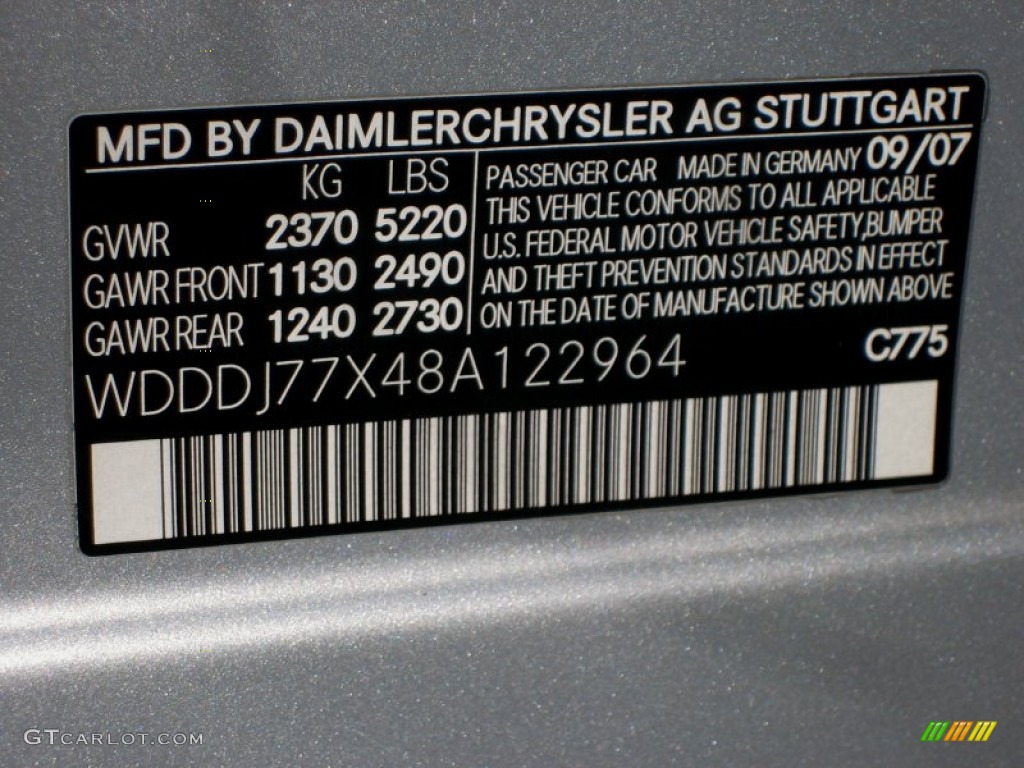 MFD BY DAIMLERCHRYSLER AG STUTTGART
KG LBS
GVWR 2370 5220
GAWR FRONT 1130 2490
GAWR REAR 1240 2730
PASSENGER CAR MADE IN GERMANY 09/07
THIS VEHICLE CONFORMS TO ALL APPLICABLE
U.S. FEDERAL MOTOR VEHICLE SAFETY, BUMPER
AND THEFT PREVENTION STANDARDS IN EFFECT
ON THE DATE OF MANUFACTURE SHOWN ABOVE
C775
WDDDJ77X48A122964
GTCARLOT.COM